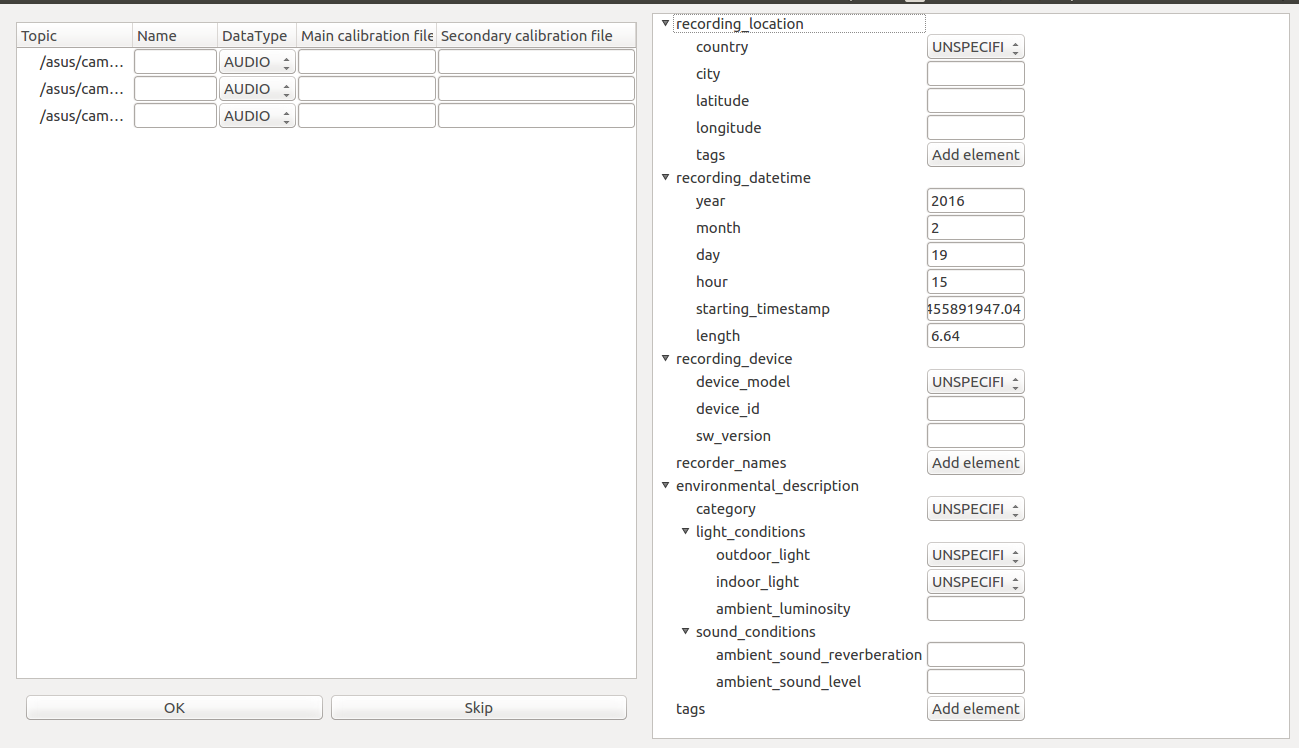 Topic Name DataType Main calibration file Secondary calibration file
/asus/cam... AUDIO
/asus/cam... AUDIO
/asus/cam... AUDIO
OK Skip
recording_location
country UNSPECIFI
city
latitude
longitude
tags Add element
recording_datetime
year 2016
month 2
day 19
hour 15
starting_timestamp 455891947.04
length 6.64
recording_device
device_model UNSPECIFI
device_id
sw_version
recorder_names Add element
environmental_description
category UNSPECIFI
light_conditions
outdoor_light UNSPECIFI
indoor_light UNSPECIFI
ambient_luminosity
sound_conditions
ambient_sound_reverberation
ambient_sound_level
tags Add element